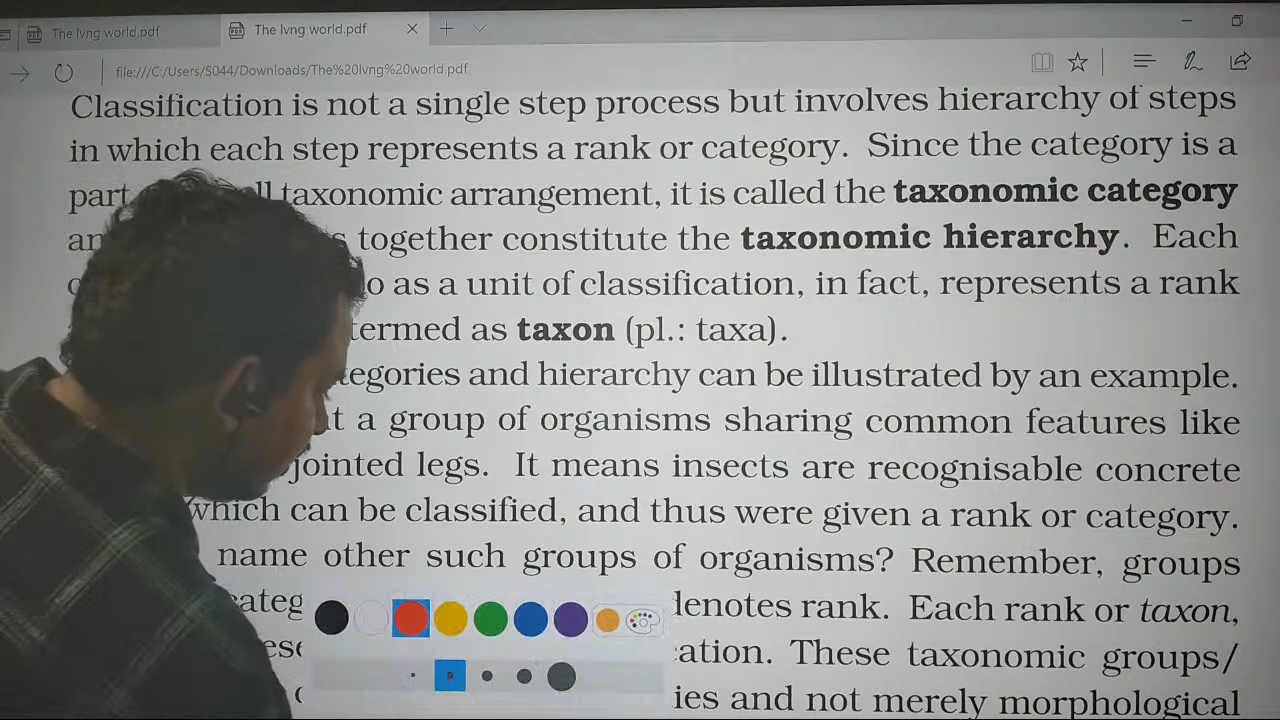 The lvng world.pdf
The lvng world.pdf
file:///C:/Users/S044/Downloads/The%20lvng%20world.pdf
Classification is not a single step process but involves hierarchy of steps
in which each step represents a rank or category. Since the category is a
part taxonomic arrangement, it is called the taxonomic category
together constitute the taxonomic hierarchy. Each
as a unit of classification, in fact, represents a rank
termed as taxon (pl.: taxa).
and hierarchy can be illustrated by an example.
a group of organisms sharing common features like
jointed legs. It means insects are recognisable concrete
which can be classified, and thus were given a rank or category.
name other such groups of organisms? Remember, groups
denotes rank. Each rank or taxon,
These taxonomic groups/
and not merely morphological